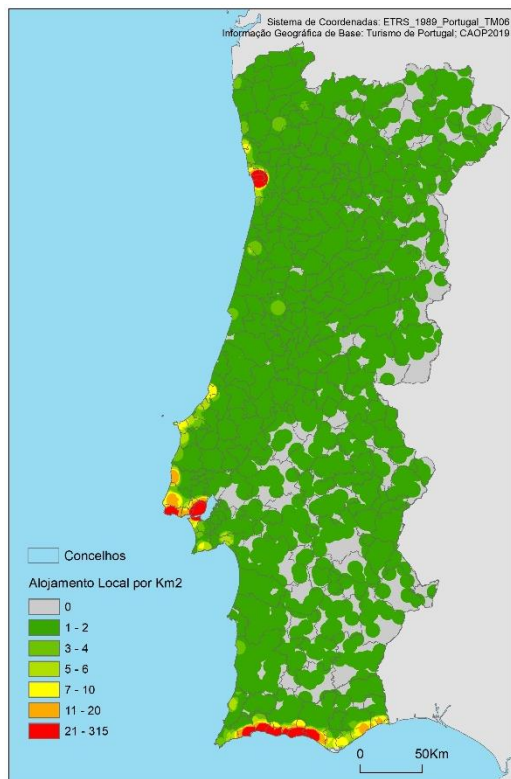 Sistema de Coordenadas: ETRS_1989_Portugal_TM06
Informação Geográfica de Base: Turismo de Portugal; CAOP2019
Concelhos
Alojamento Local por Km2
0
1 - 2
3 - 4
5 - 6
7 - 10
11 - 20
21 - 315
0 50Km